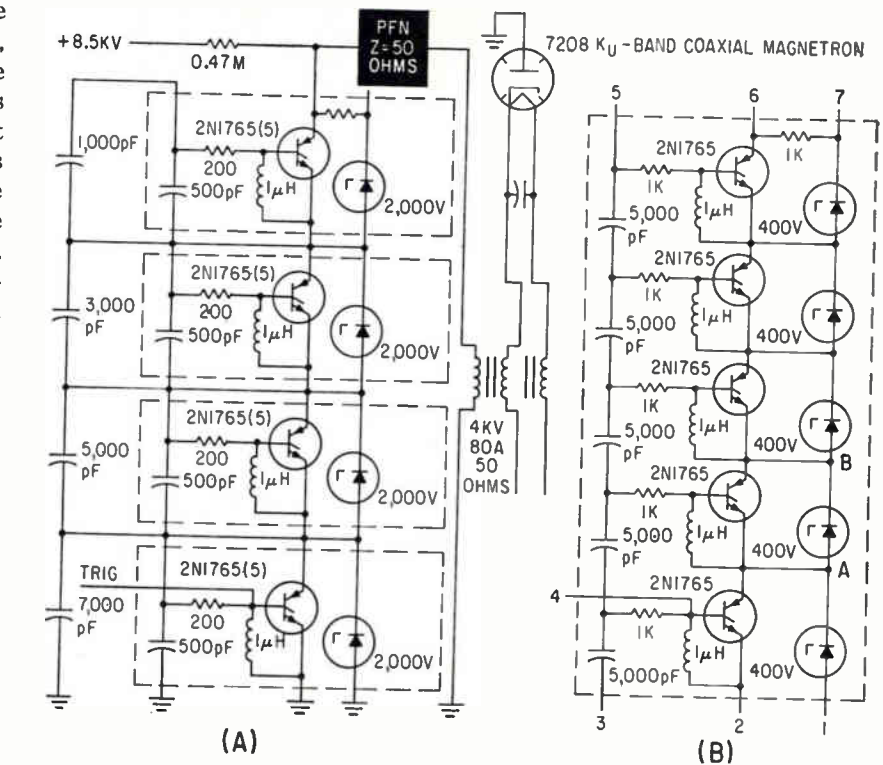 e
,
e
s
t
s
e
e
.
+8.5KV
0.47M
PFN
Z=50
OHMS
7208 KU-BAND COAXIAL MAGNETRON
1,000pF
2N1765(5)
200
500pF
1μH
2,000V
3,000
pF
2N1765(5)
200
500pF
1μH
2,000V
5,000
pF
2N1765(5)
200
500pF
1μH
2,000V
TRIG
7,000
pF
2N1765(5)
200
500pF
1μH
2,000V
4KV
80A
50
OHMS
(A)
5
6
7
2N1765
1K
1K
1μH
5,000
pF
400V
2N1765
1K
1μH
5,000
pF
400V
2N1765
1K
1μH
5,000
pF
400V
B
2N1765
1K
1μH
5,000
pF
400V
A
2N1765
4
1K
1μH
5,000pF
400V
3
2
1
(B)